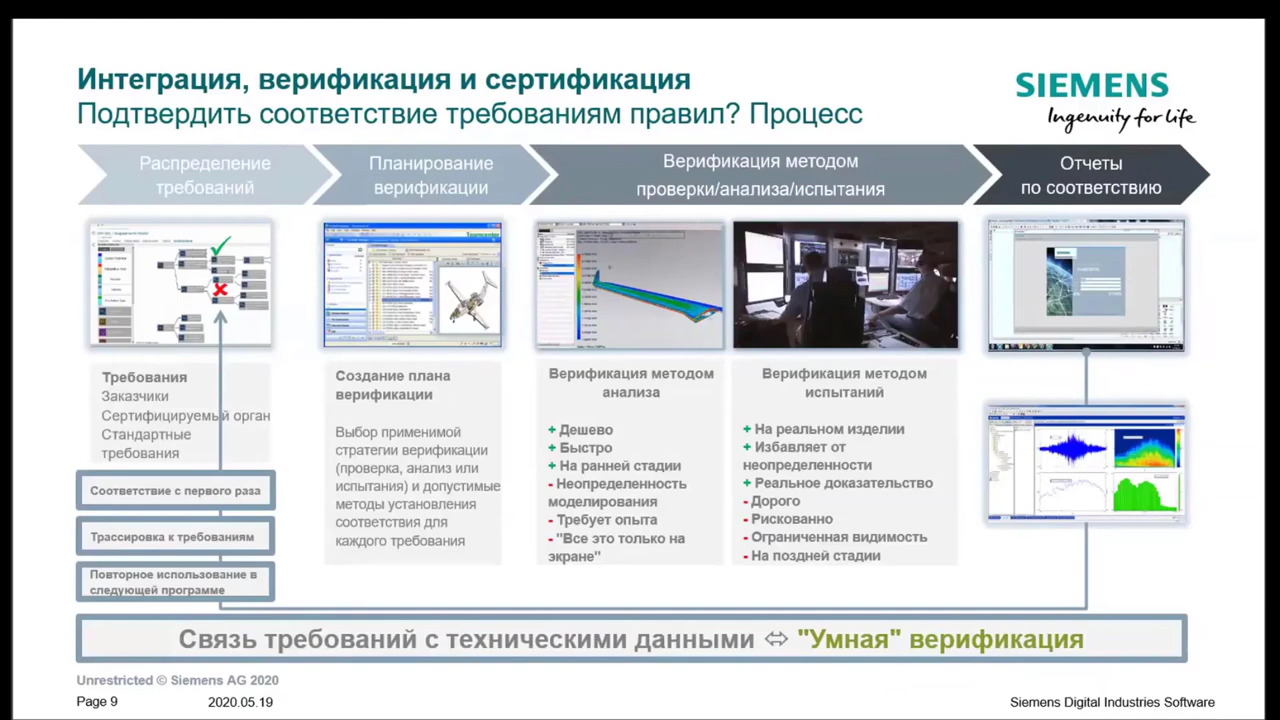 Интеграция, верификация и сертификация
Подтвердить соответствие требованиям правил? Процесс
SIEMENS
Ingenuity for life
Распределение
требований
Планирование
верификации
Верификация методом
проверки/анализа/испытания
Отчеты
по соответствию
Teamcenter
Требования
Заказчики
Сертифицируемый орган
Стандартные
требования
Соответствие с первого раза
Трассировка к требованиям
Повторное использование в
следующей программе
Создание плана
верификации
Выбор применимой
стратегии верификации
(проверка, анализ или
испытания) и допустимые
методы установления
соответствия для
каждого требования
Верификация методом
анализа
+ Дешево
+ Быстро
+ На ранней стадии
- Неопределенность
моделирования
- Требует опыта
- "Все это только на
экране"
Верификация методом
испытаний
+ На реальном изделии
+ Избавляет от
неопределенности
+ Реальное доказательство
- Дорого
- Рискованно
- Ограниченная видимость
- На поздней стадии
Связь требований с техническими данными ⇔ "Умная" верификация
Unrestricted © Siemens AG 2020
Page 9
2020.05.19
Siemens Digital Industries Software